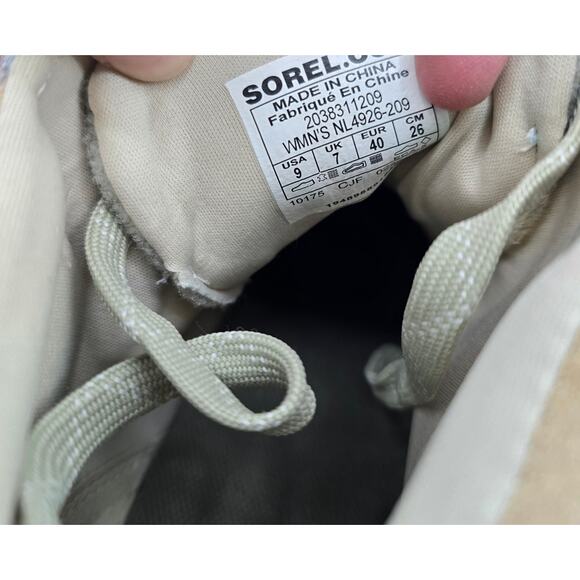 SOREL.CO
MADE IN CHINA
Fabriqué En Chine
2038311209
WMN'S NL4926-209
USA UK EUR CM
9 7 40 26
10175 CJF